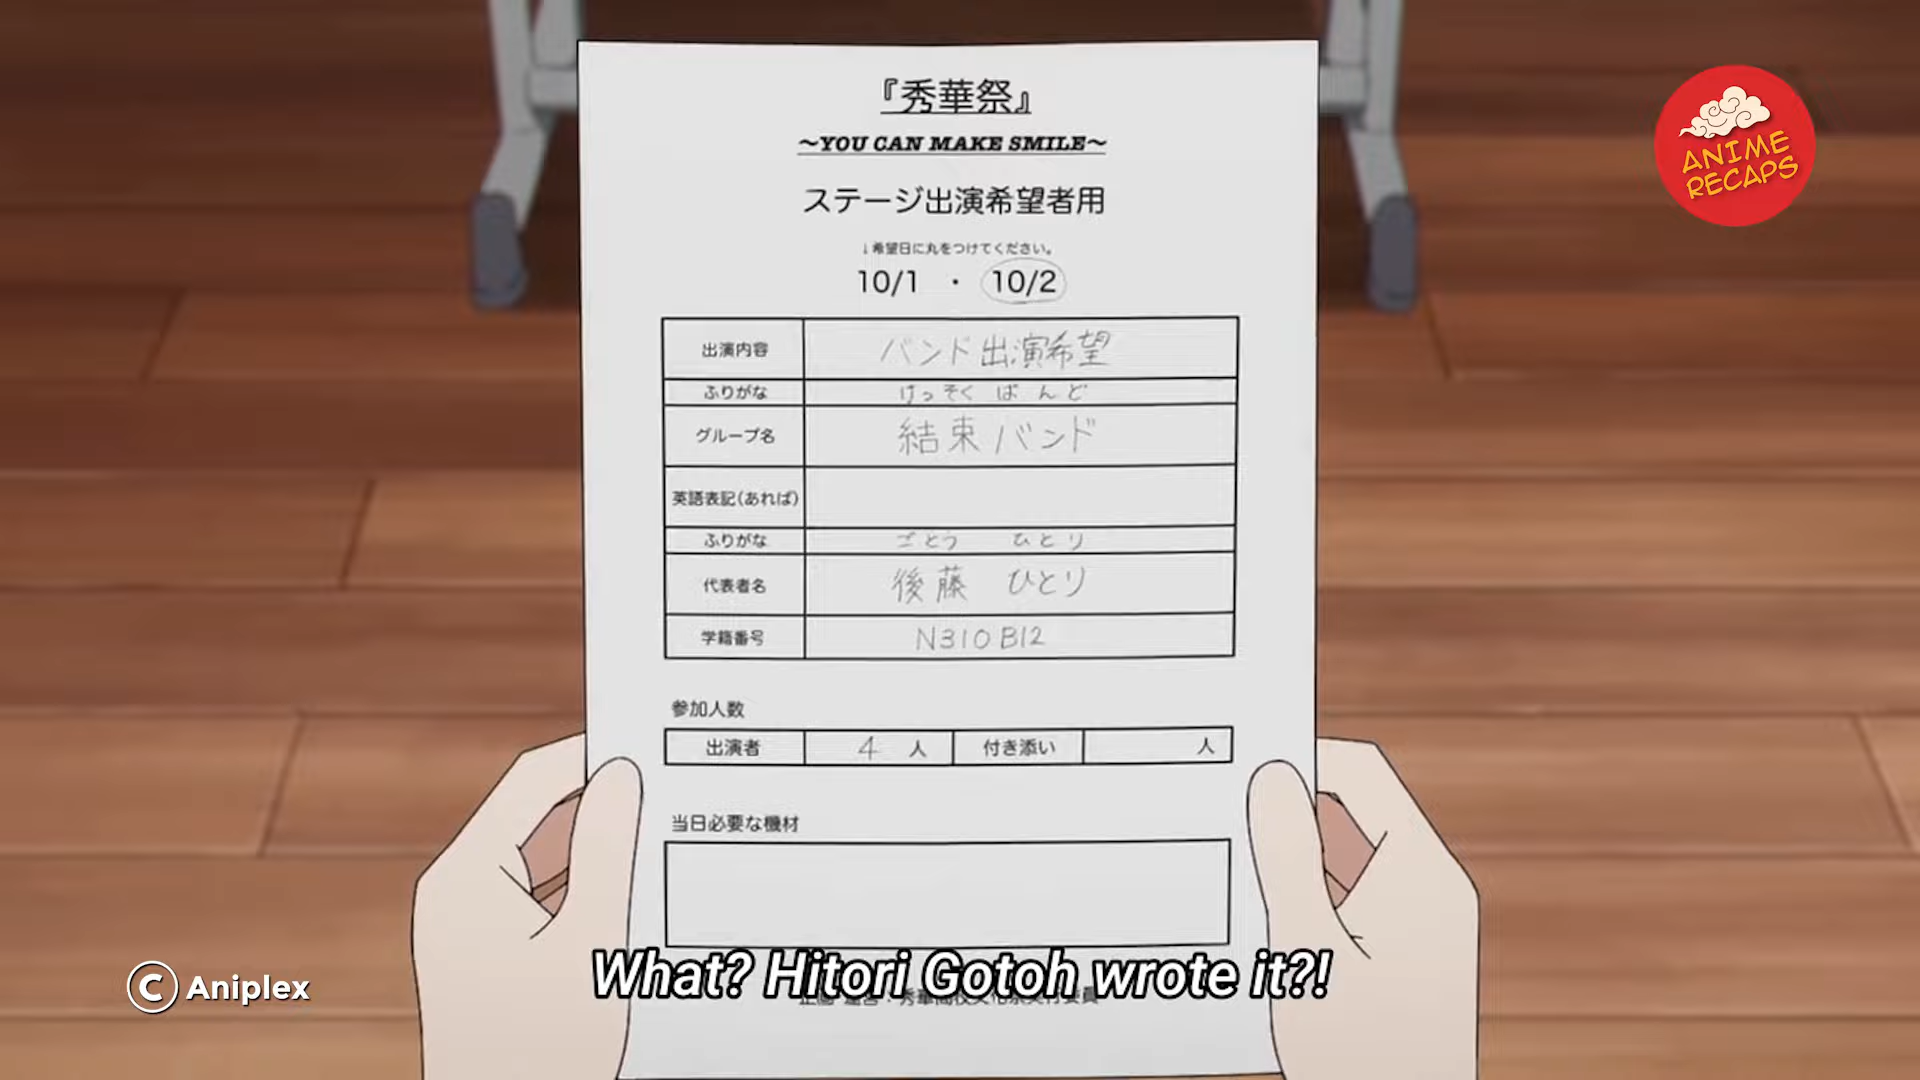 『秀華祭』
～YOU CAN MAKE SMILE～
ステージ出演希望者用
↓希望日に丸をつけてください。
10/1 ・ 10/2
出演内容 バンド出演希望
ふりがな けっそく ばんど
グループ名 結束バンド
英語表記(あれば)
ふりがな ごとう ひとり
代表者名 後藤 ひとり
学籍番号 N310B12
参加人数
出演者 4 人 付き添い 人
当日必要な機材
What? Hitori Gotoh wrote it?!
ANIME
RECAPS
C Aniplex